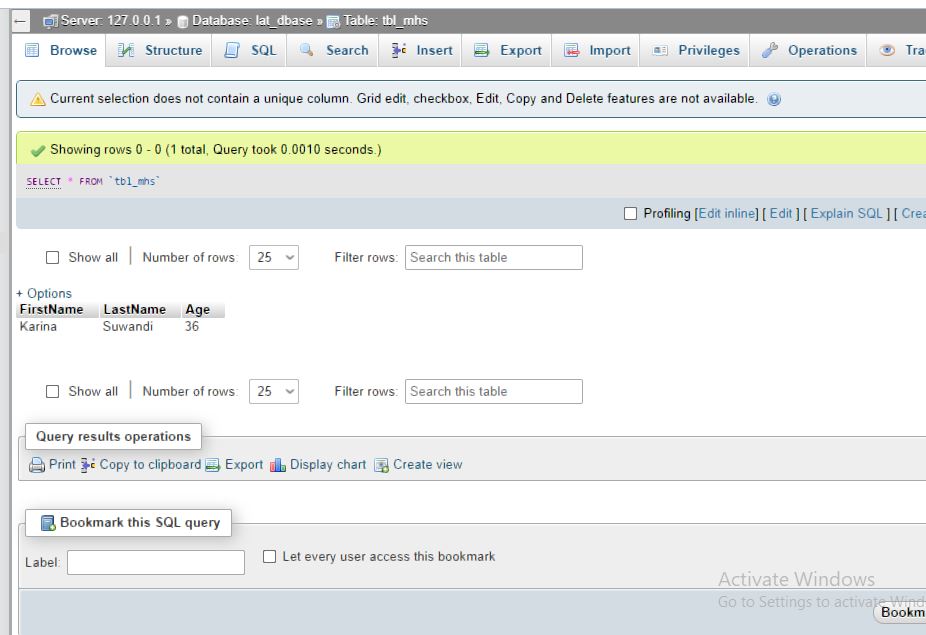 ← Server: 127.0.0.1 » Database: lat_dbase » Table: tbl_mhs
Browse Structure SQL Search Insert Export Import Privileges Operations Tra
Current selection does not contain a unique column. Grid edit, checkbox, Edit, Copy and Delete features are not available.
Showing rows 0 - 0 (1 total, Query took 0.0010 seconds.)
SELECT * FROM `tbl_mhs`
Profiling [Edit inline] [ Edit ] [ Explain SQL ] [ Crea
Show all | Number of rows: 25 Filter rows: Search this table
+ Options
FirstName LastName Age
Karina Suwandi 36
Show all | Number of rows: 25 Filter rows: Search this table
Query results operations
Print Copy to clipboard Export Display chart Create view
Bookmark this SQL query
Label: Let every user access this bookmark
Activate Windows
Go to Settings to activate Wind
Bookm